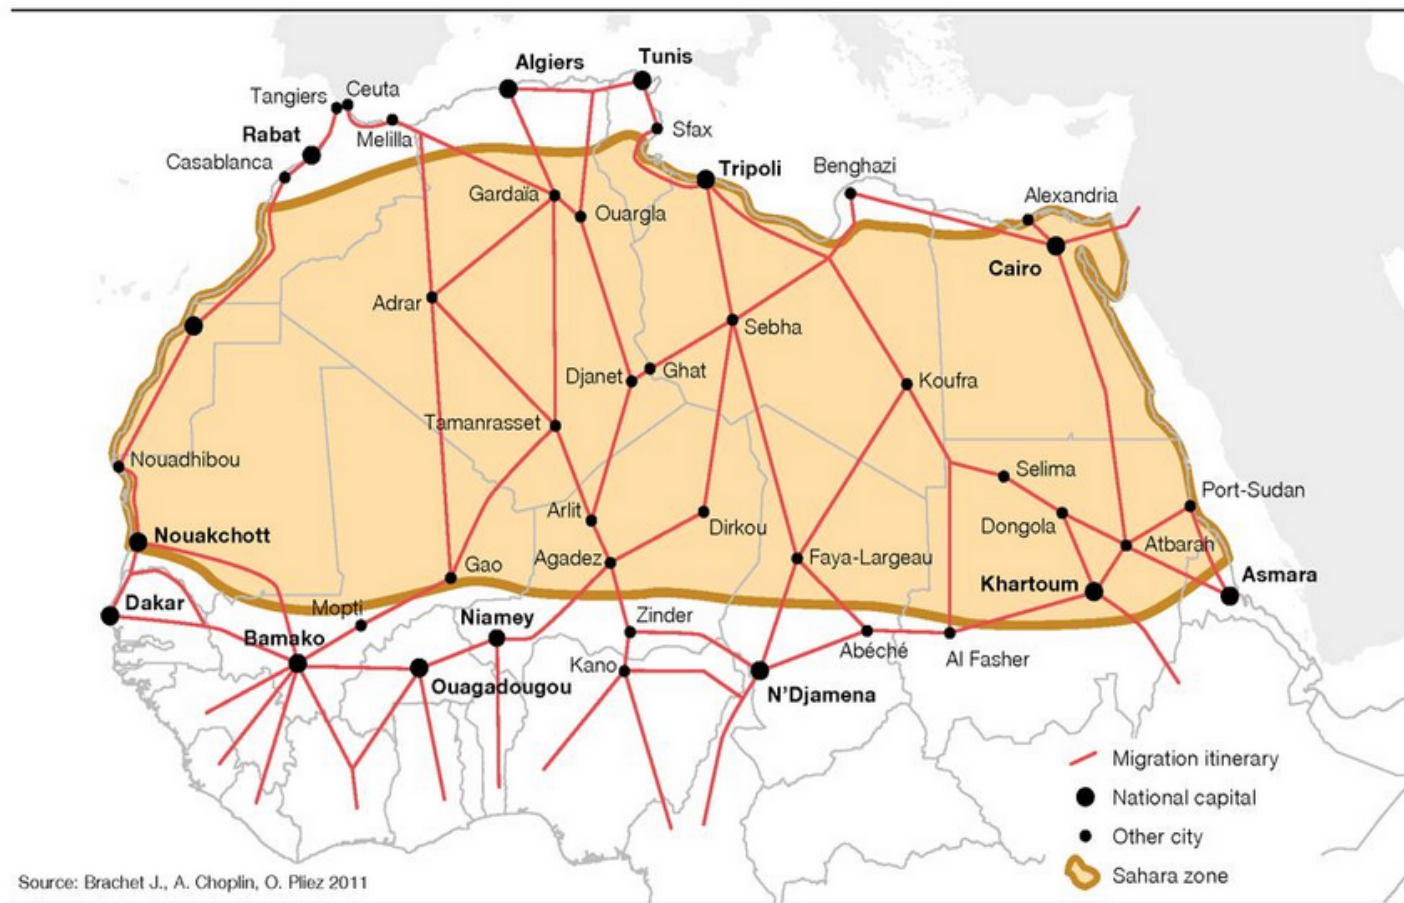 Algiers
Tunis
Tangiers
Ceuta
Rabat
Melilla
Sfax
Casablanca
Tripoli
Benghazi
Alexandria
Gardaïa
Ouargla
Cairo
Adrar
Sebha
Djanet
Ghat
Koufra
Tamanrasset
Nouadhibou
Selima
Port-Sudan
Arlit
Dirkou
Dongola
Nouakchott
Atbarah
Agadez
Faya-Largeau
Gao
Khartoum
Asmara
Dakar
Mopti
Niamey
Zinder
Bamako
Abéché
Al Fasher
Kano
Ouagadougou
N'Djamena
Migration itinerary
National capital
Other city
Sahara zone
Source: Brachet J., A. Choplin, O. Pliez 2011